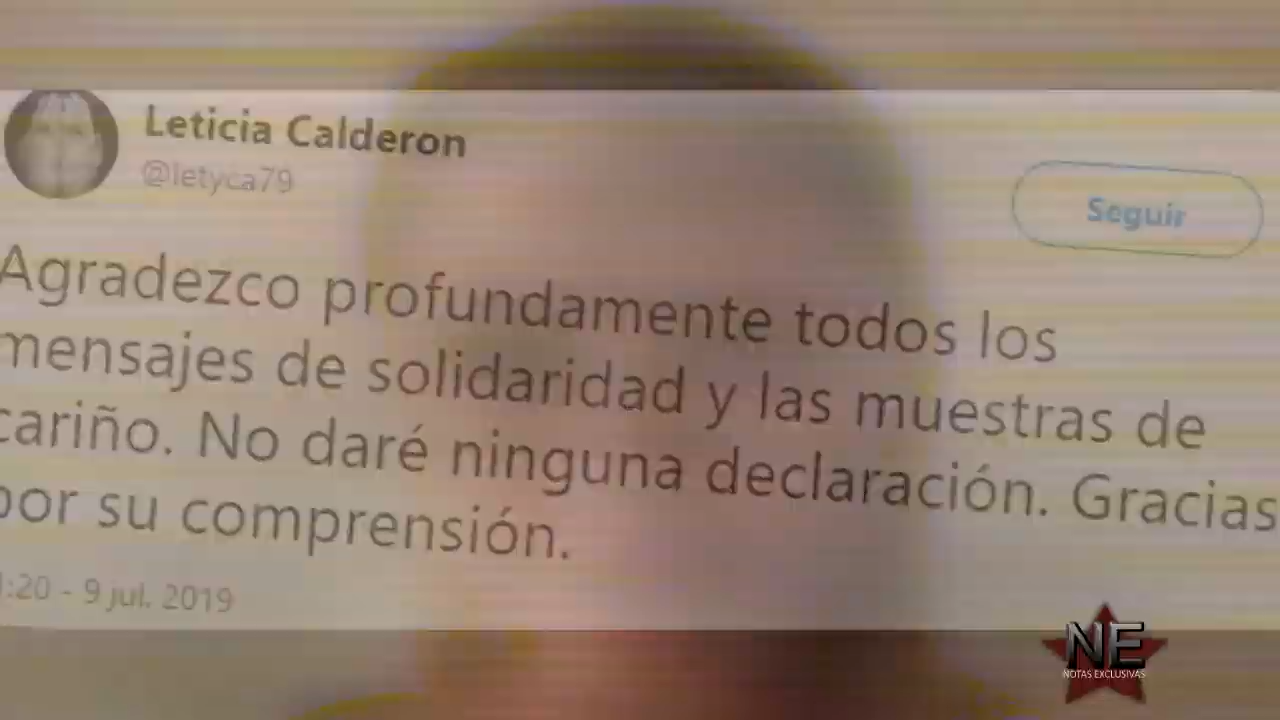 Leticia Calderon
@letyca79
Seguir
Agradezco profundamente todos los
mensajes de solidaridad y las muestras de
cariño. No daré ninguna declaración. Gracias
por su comprensión.
:20 - 9 jul. 2019
NE
NOTAS EXCLUSIVAS